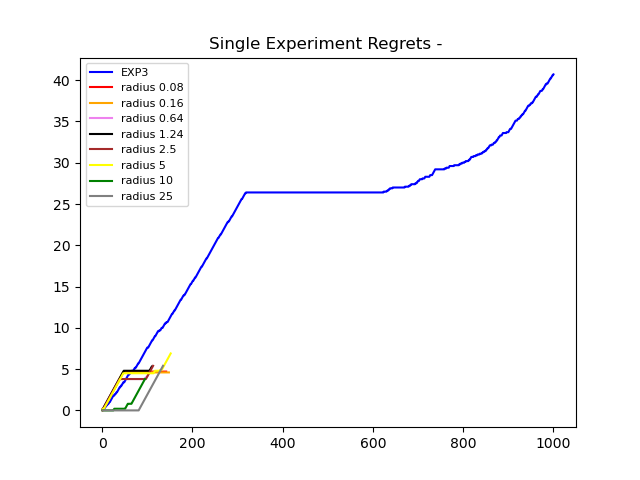 Single Experiment Regrets -
EXP3
radius 0.08
radius 0.16
radius 0.64
radius 1.24
radius 2.5
radius 5
radius 10
radius 25
40
35
30
25
20
15
10
5
0
0 200 400 600 800 1000